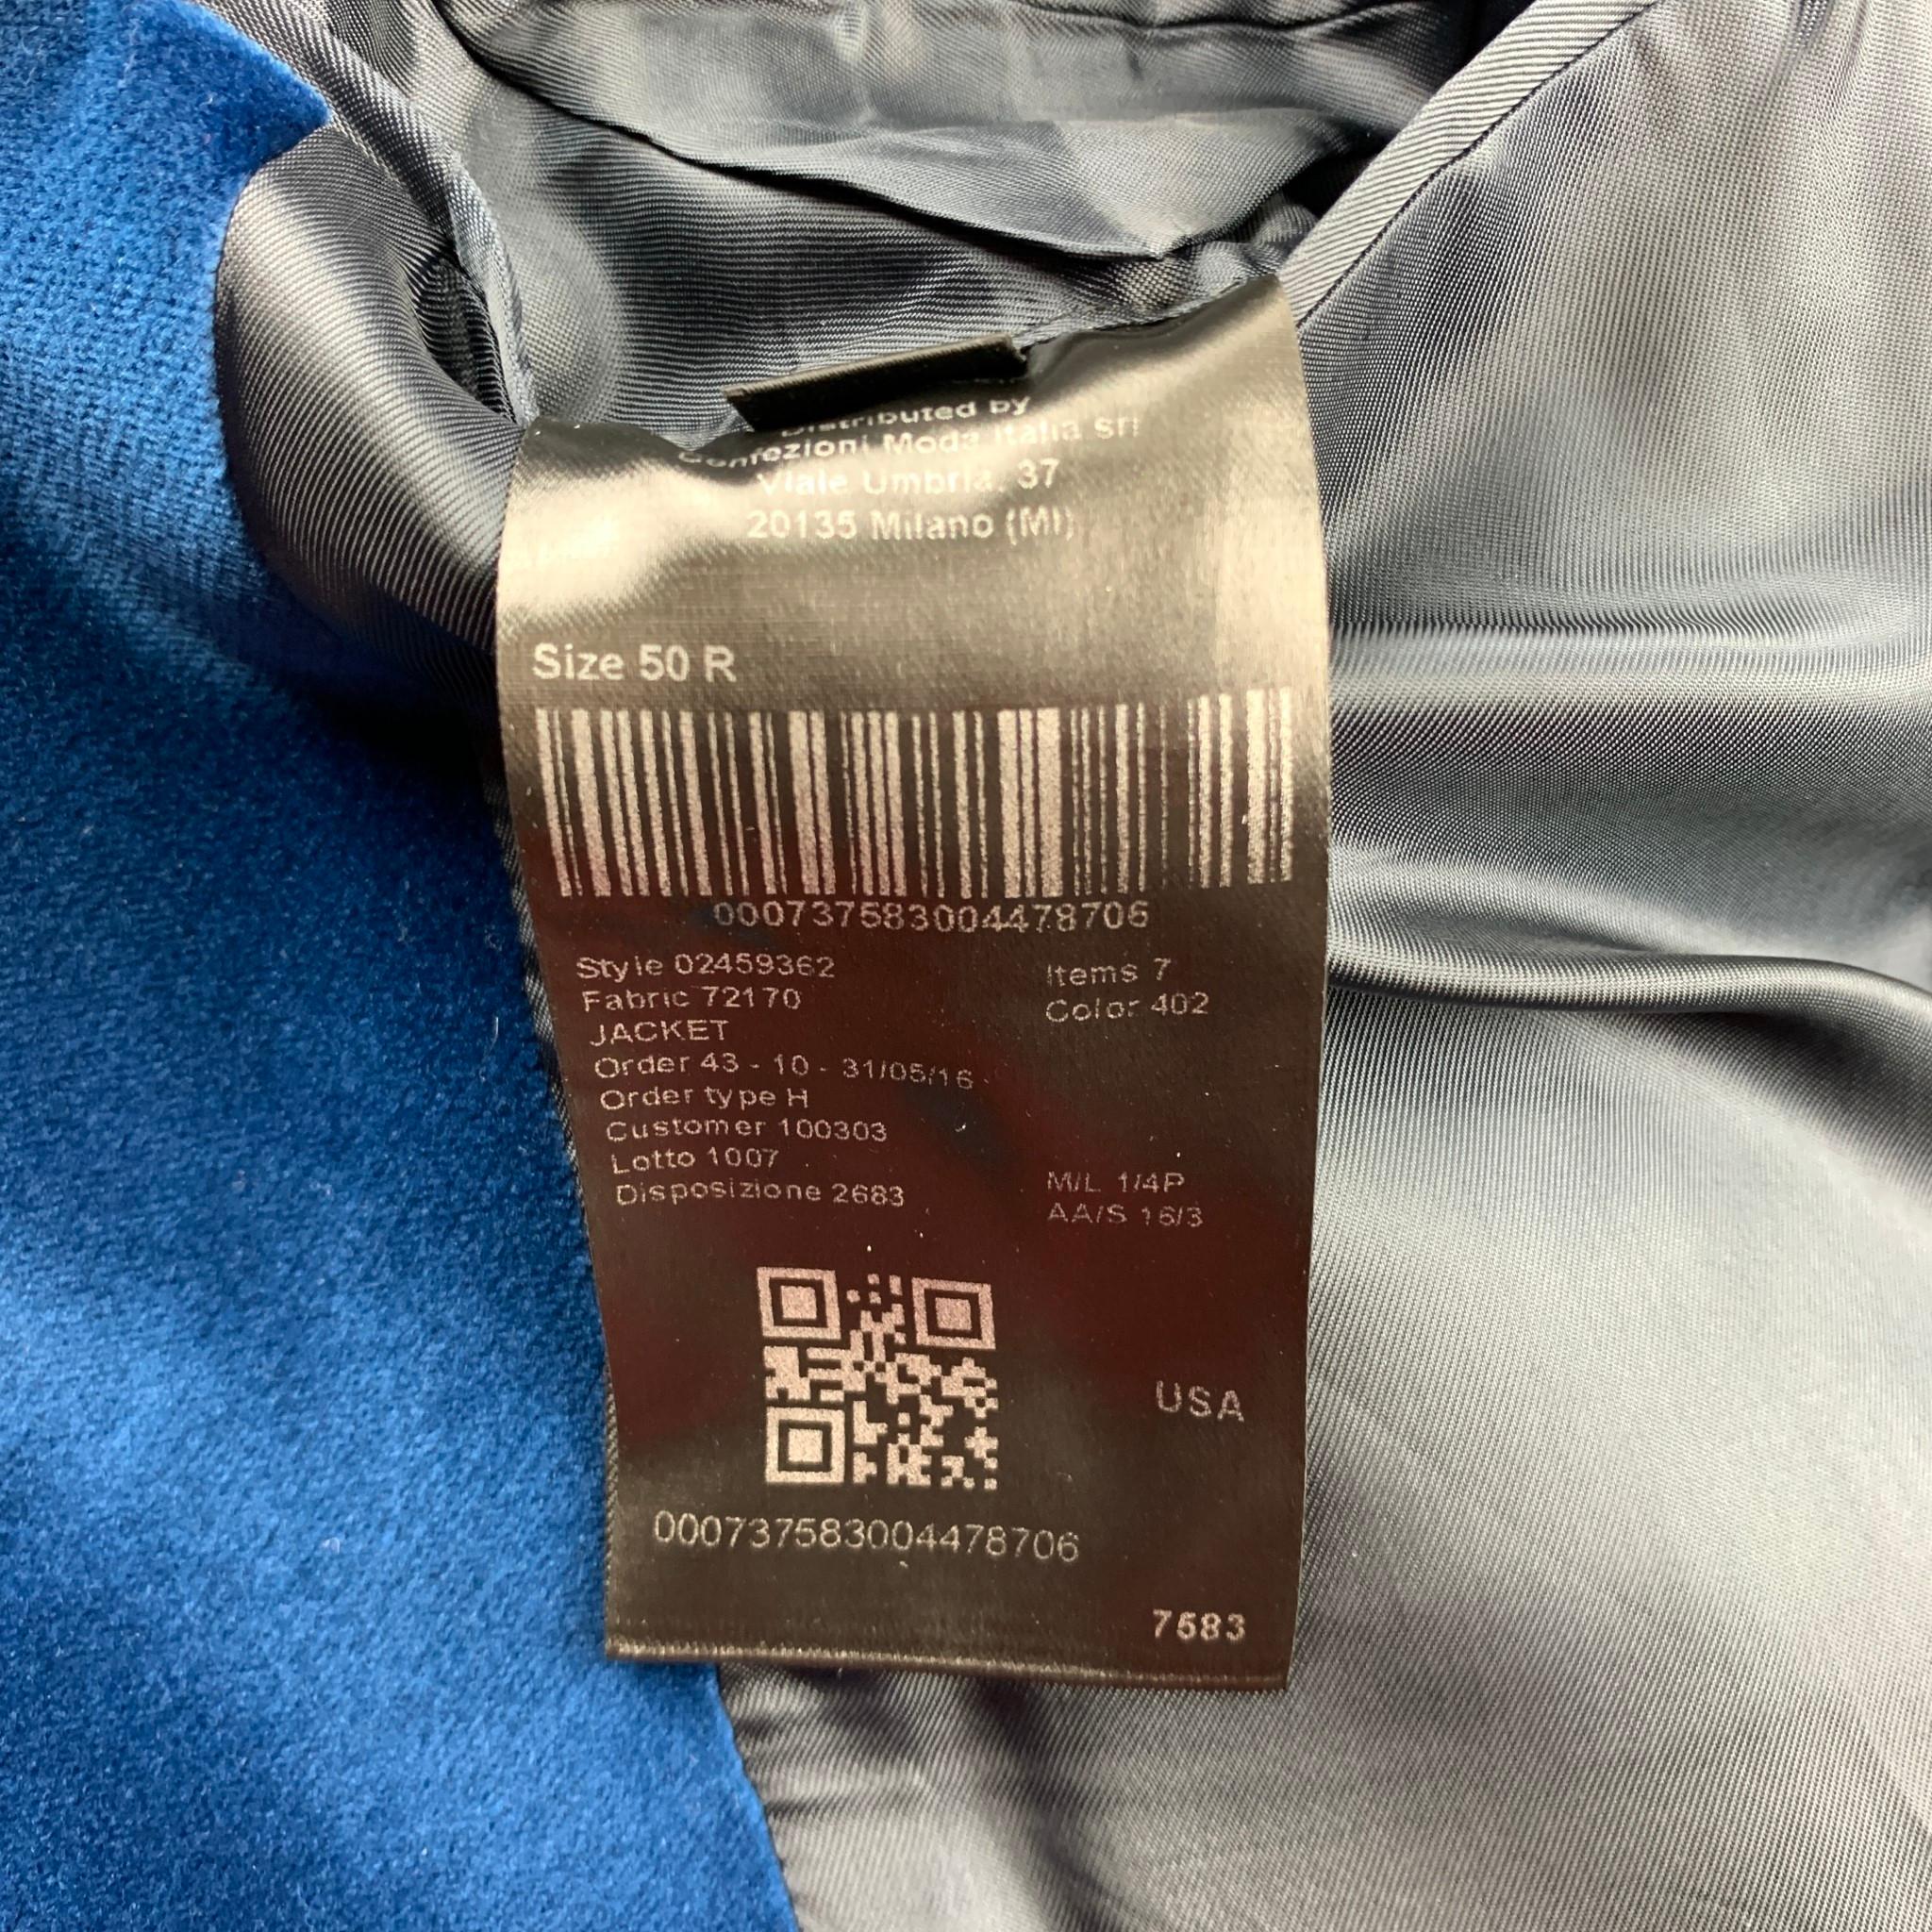 Distributed by
Confezioni Moda Italia srl
Viale Umbria, 37
20135 Milano (MI)
Size 50 R
000737583004478706
Style 02459362 Items 7
Fabric 72170 Color 402
JACKET
Order 43 - 10 - 31/05/16
Order type H
Customer 100303
Lotto 1007 M/L 1/4P
Disposizione 2683 AA/S 16/3
USA
000737583004478706
7583